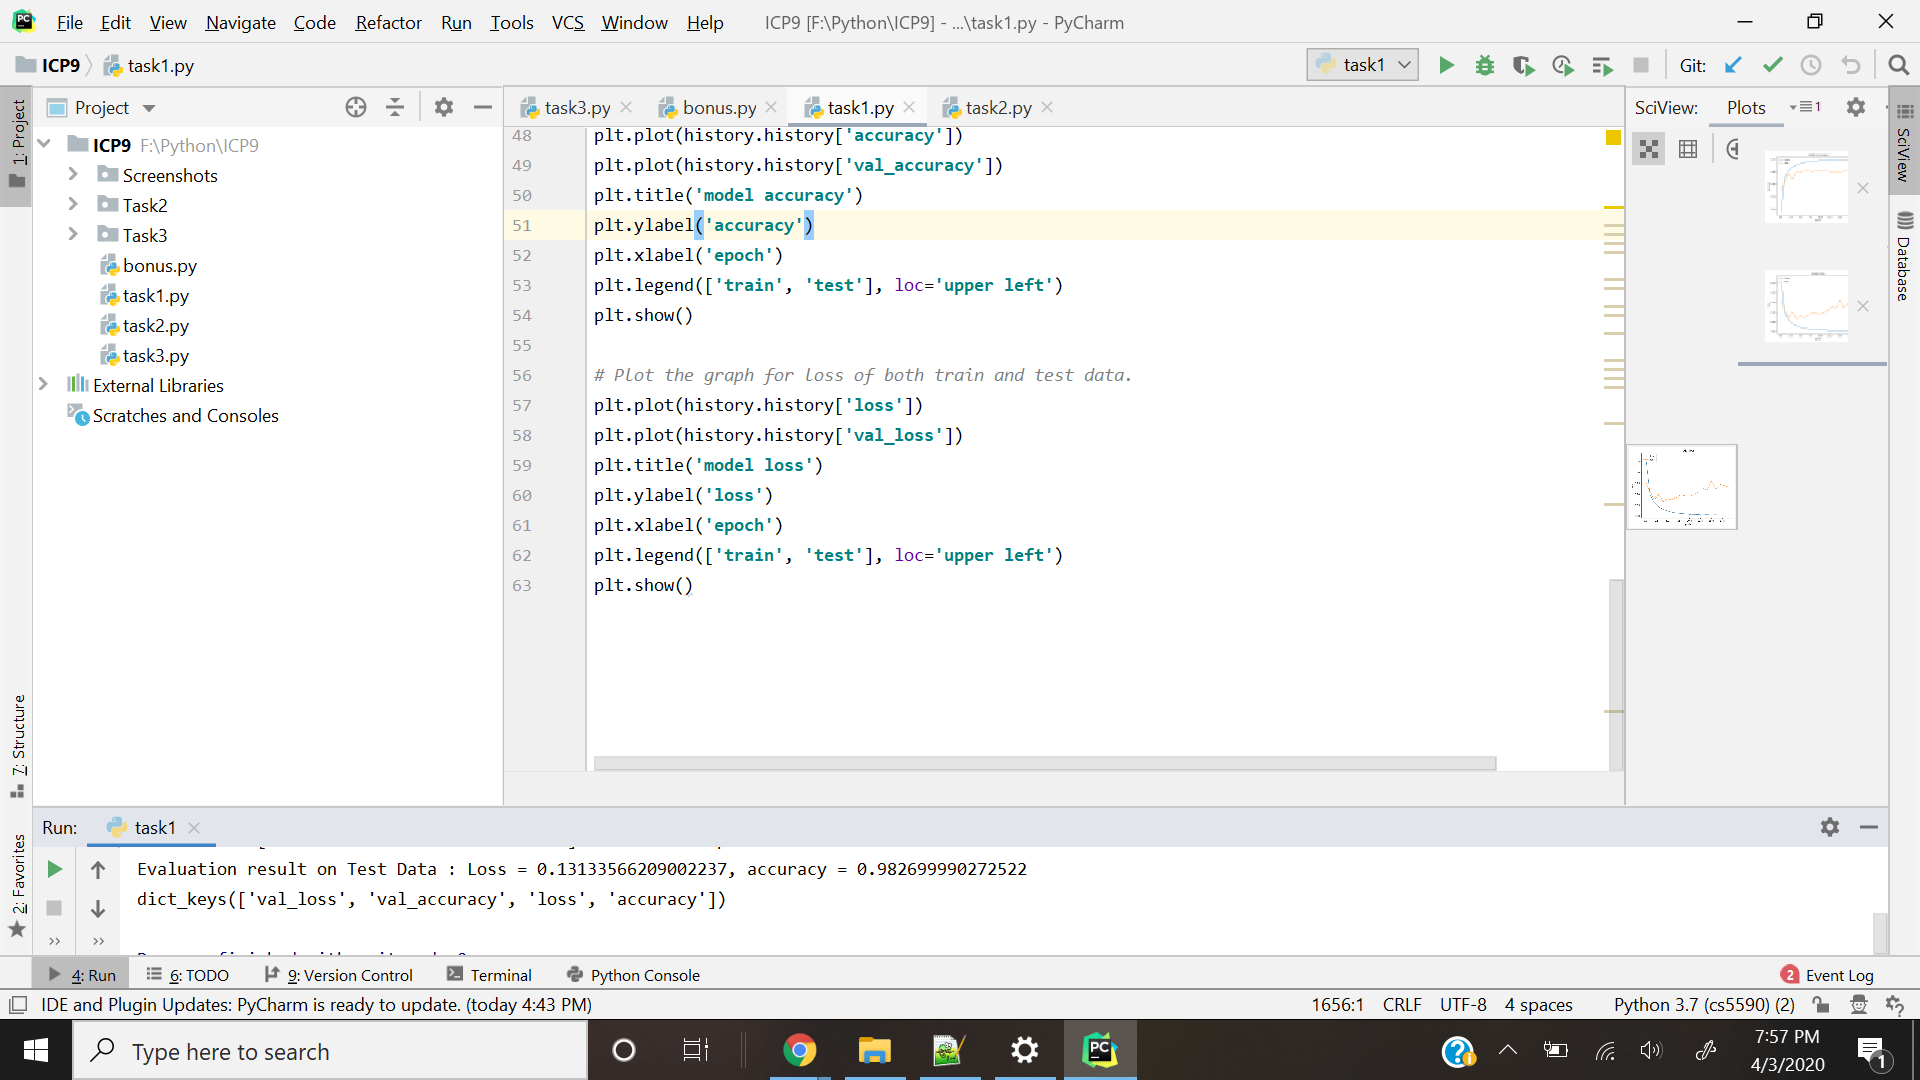 File Edit View Navigate Code Refactor Run Tools VCS Window Help ICP9 [F:\Python\ICP9] - ...\task1.py - PyCharm
ICP9 task1.py task1 Git:
1: Project
Project
ICP9 F:\Python\ICP9
Screenshots
Task2
Task3
bonus.py
task1.py
task2.py
task3.py
External Libraries
Scratches and Consoles
task3.py bonus.py task1.py task2.py
48 plt.plot(history.history['accuracy'])
49 plt.plot(history.history['val_accuracy'])
50 plt.title('model accuracy')
51 plt.ylabel('accuracy')
52 plt.xlabel('epoch')
53 plt.legend(['train', 'test'], loc='upper left')
54 plt.show()
55
56 # Plot the graph for loss of both train and test data.
57 plt.plot(history.history['loss'])
58 plt.plot(history.history['val_loss'])
59 plt.title('model loss')
60 plt.ylabel('loss')
61 plt.xlabel('epoch')
62 plt.legend(['train', 'test'], loc='upper left')
63 plt.show()
SciView: Plots 1
SciView
Database
7: Structure
2: Favorites
Run: task1
Evaluation result on Test Data : Loss = 0.13133566209002237, accuracy = 0.982699990272522
dict_keys(['val_loss', 'val_accuracy', 'loss', 'accuracy'])
4: Run 6: TODO 9: Version Control Terminal Python Console 2 Event Log
IDE and Plugin Updates: PyCharm is ready to update. (today 4:43 PM) 1656:1 CRLF UTF-8 4 spaces Python 3.7 (cs5590) (2)
Type here to search
PC
7:57 PM
4/3/2020
1